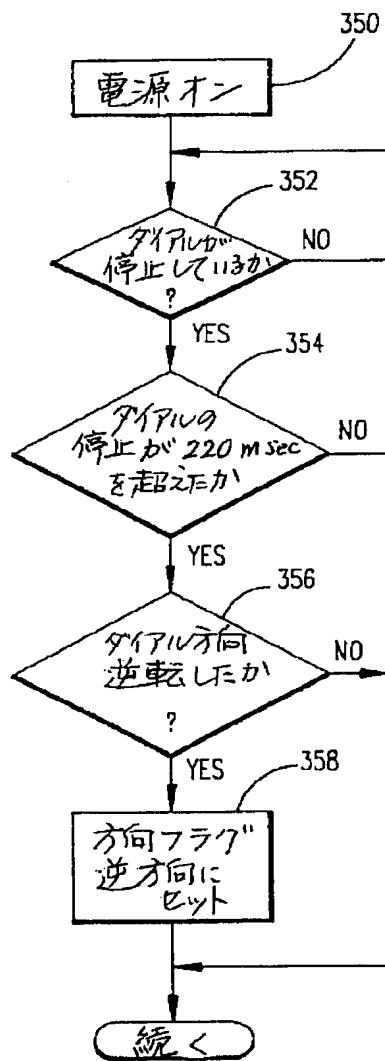 350
電源オン
352
ダイアルが
停止しているか
?
NO
YES
354
ダイアルの
停止が 220 msec
を超えたか
NO
YES
356
ダイアル方向
逆転したか
?
NO
YES
358
方向フラグ
逆方向に
セット
続く